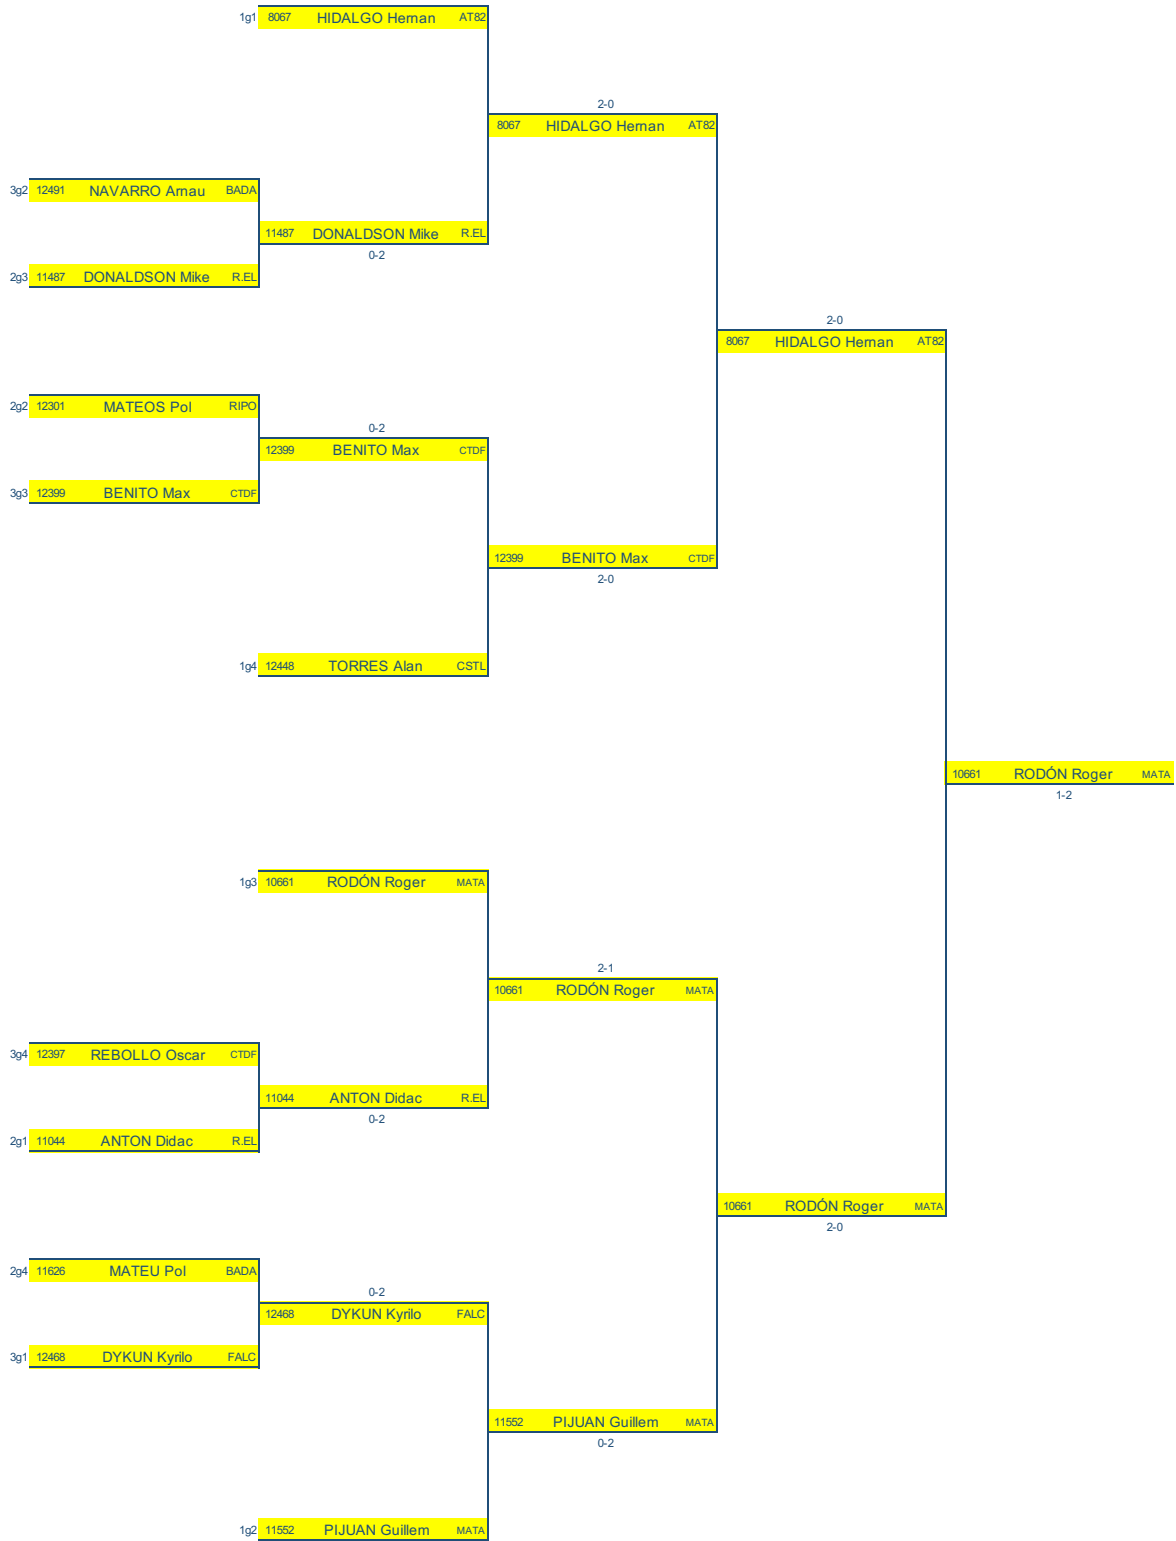 1g1 8067 HIDALGO Hernan AT82
2-0
8067 HIDALGO Hernan AT82
3g2 12491 NAVARRO Arnau BADA
11487 DONALDSON Mike R.EL
0-2
2g3 11487 DONALDSON Mike R.EL
2-0
8067 HIDALGO Hernan AT82
2g2 12301 MATEOS Pol RIPO
0-2
12399 BENITO Max CTDF
3g3 12399 BENITO Max CTDF
12399 BENITO Max CTDF
2-0
1g4 12448 TORRES Alan CSTL
10661 RODÓN Roger MATA
1-2
1g3 10661 RODÓN Roger MATA
2-1
10661 RODÓN Roger MATA
3g4 12397 REBOLLO Oscar CTDF
11044 ANTON Didac R.EL
0-2
2g1 11044 ANTON Didac R.EL
10661 RODÓN Roger MATA
2-0
2g4 11626 MATEU Pol BADA
0-2
12468 DYKUN Kyrilo FALC
3g1 12468 DYKUN Kyrilo FALC
11552 PIJUAN Guillem MATA
0-2
1g2 11552 PIJUAN Guillem MATA